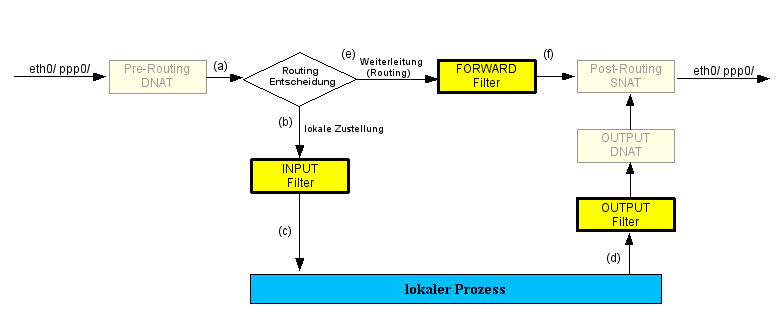 (e)
(f)
(a)
Weiterleitung
(Routing)
eth0/ ppp0/
Pre-Routing
DNAT
Routing
Entscheidung
FORWARD
Filter
Post-Routing
SNAT
eth0/ ppp0/
(b)
lokale Zustellung
OUTPUT
DNAT
INPUT
Filter
OUTPUT
Filter
(c)
(d)
lokaler Prozess